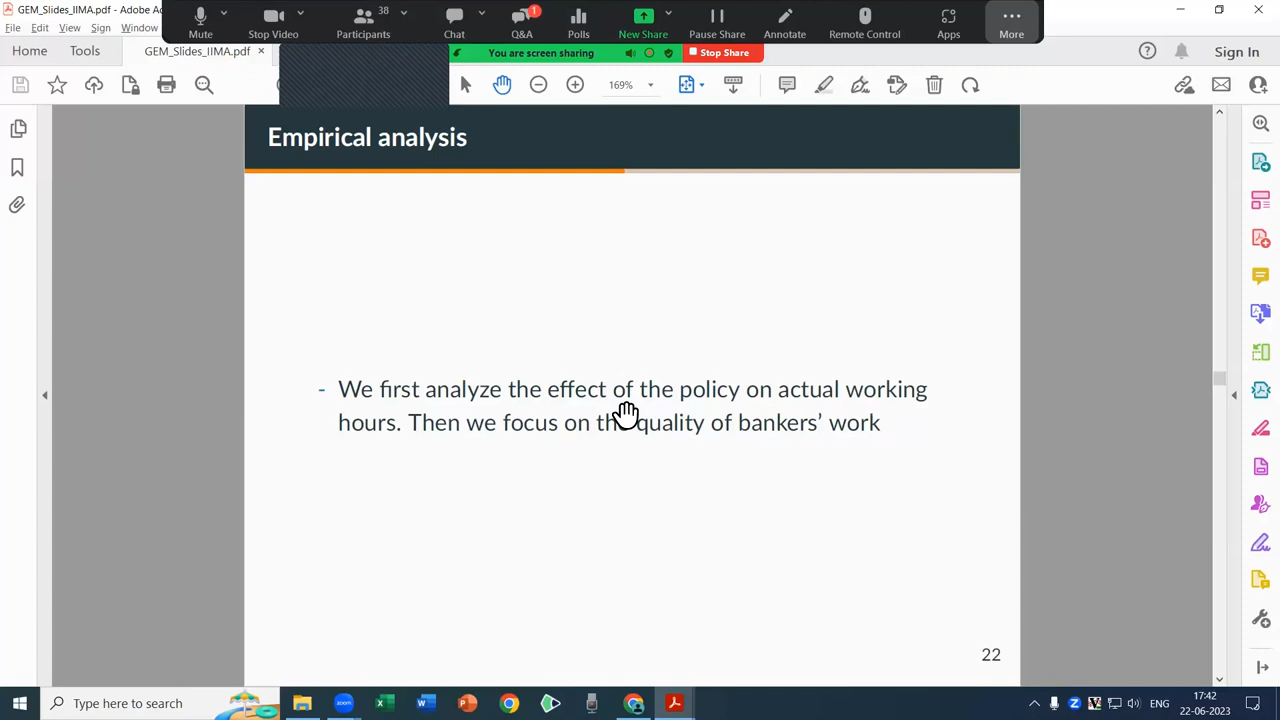 GEM_Slides_IIMA.pdf - Adobe Ac
File Edit View Sign Window
Mute
Stop Video
38
Participants
Chat
1
Q&A
Polls
New Share
Pause Share
Annotate
Remote Control
Apps
More
You are screen sharing
Stop Share
Home Tools GEM_Slides_IIMA.pdf ×
Sign In
169%
Empirical analysis
- We first analyze the effect of the policy on actual working
hours. Then we focus on the quality of bankers’ work
22
Type here to search
zoom
ENG
17:42
22-06-2023